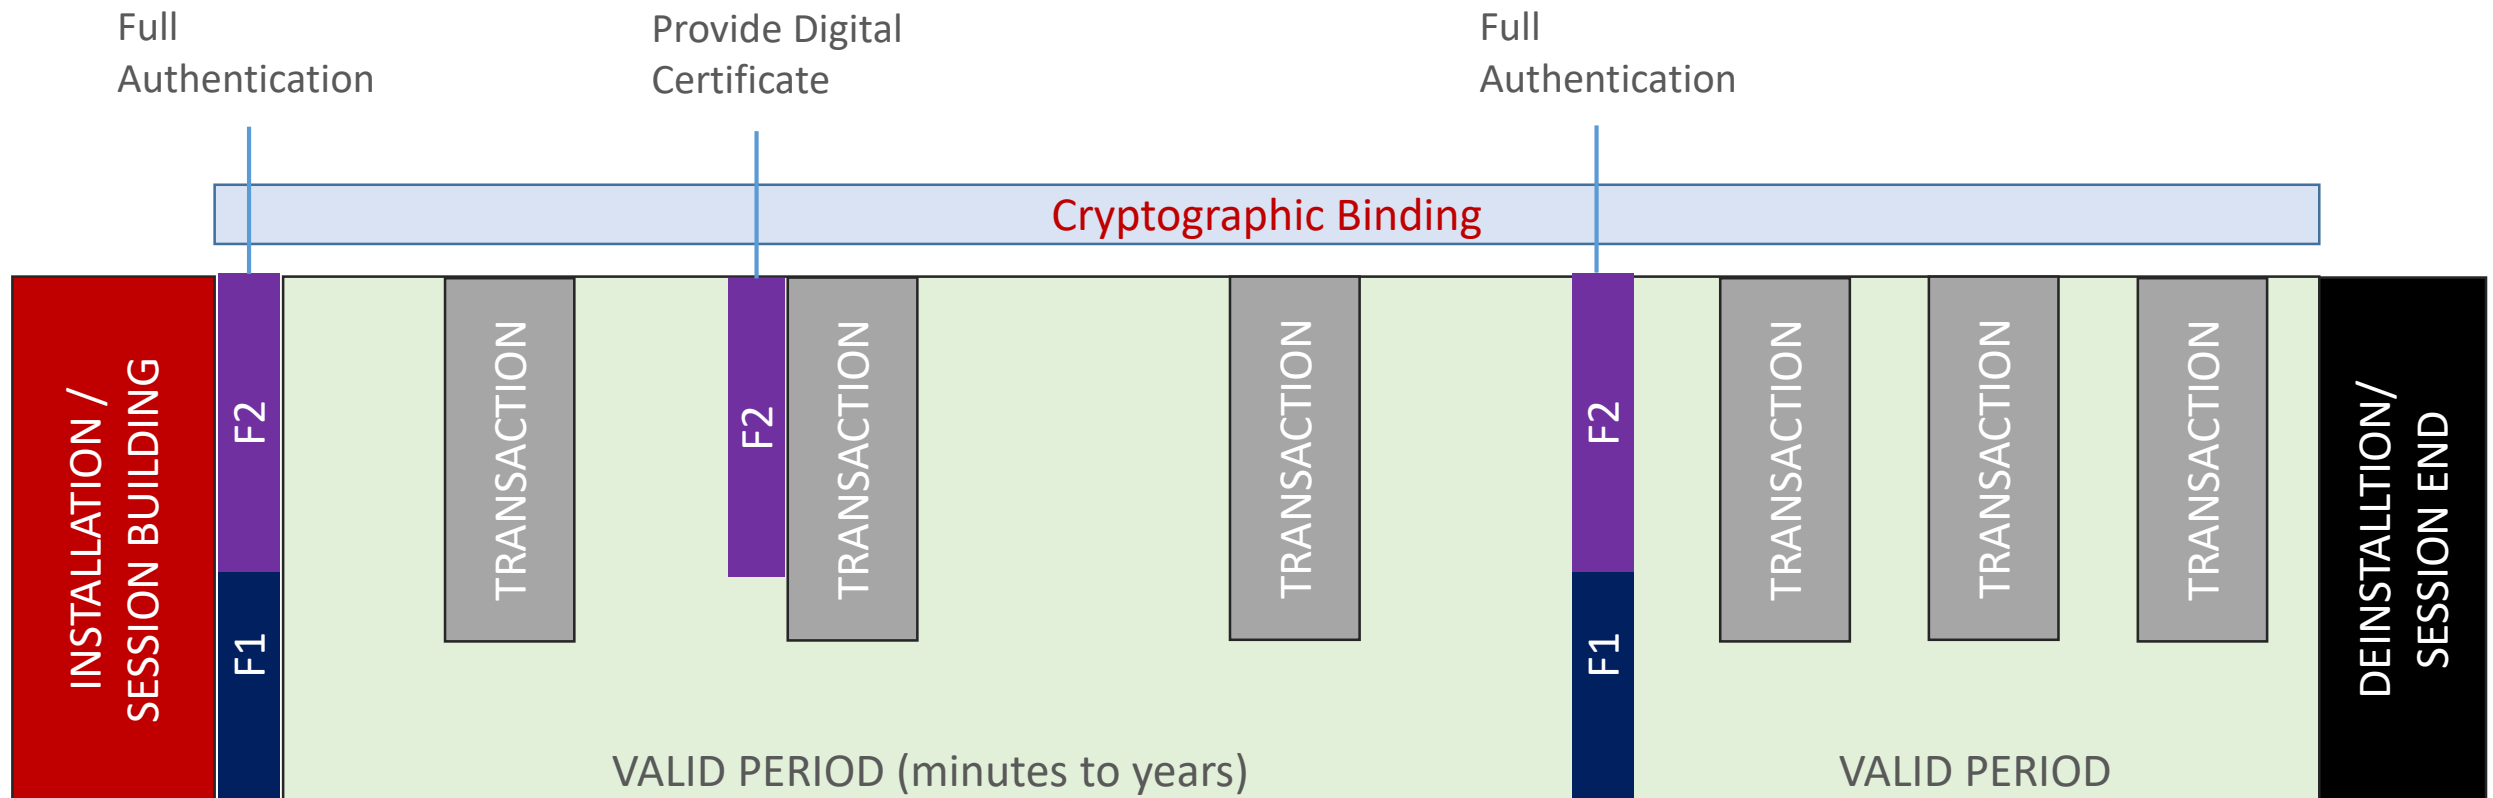 Full
Authentication
Provide Digital
Certificate
Full
Authentication
Cryptographic Binding
INSTALLATION /
SESSION BUILDING
F2
F1
TRANSACTION
F2
TRANSACTION
TRANSACTION
F2
F1
TRANSACTION
TRANSACTION
TRANSACTION
DEINSTALLTION/
SESSION END
VALID PERIOD (minutes to years)
VALID PERIOD